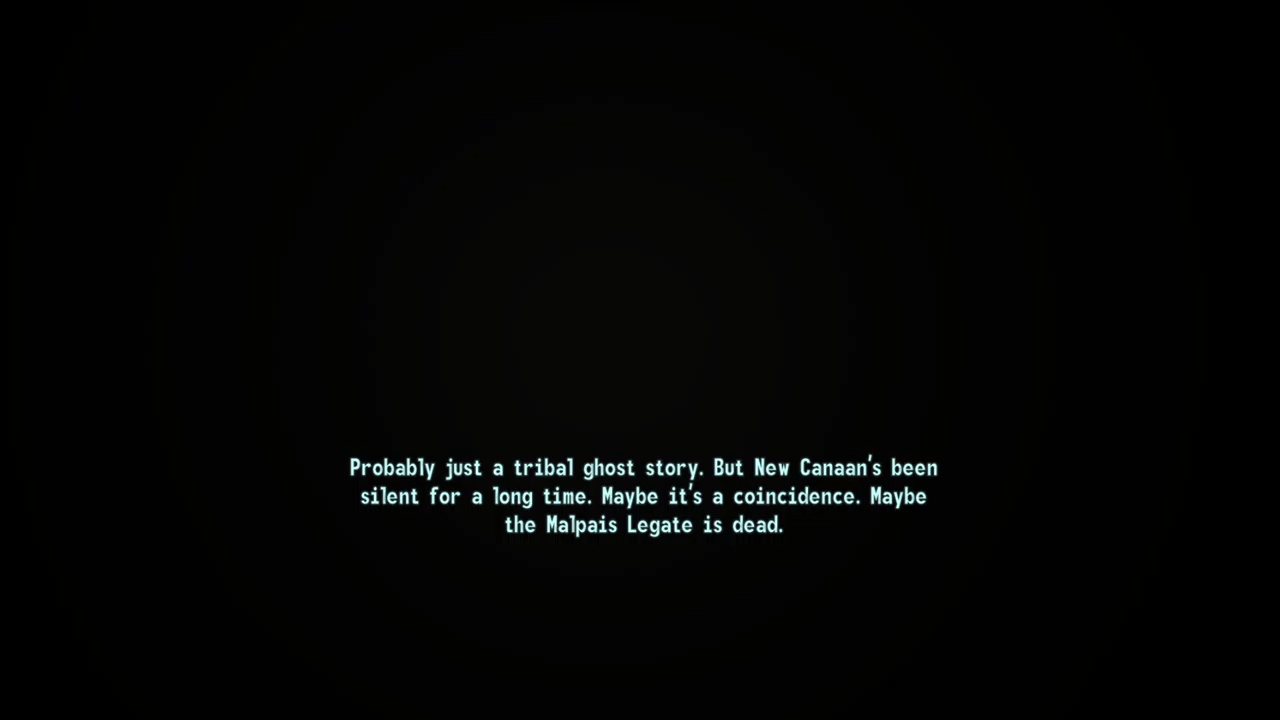 Probably just a tribal ghost story. But New Canaan's been
silent for a long time. Maybe it's a coincidence. Maybe
the Malpais Legate is dead.